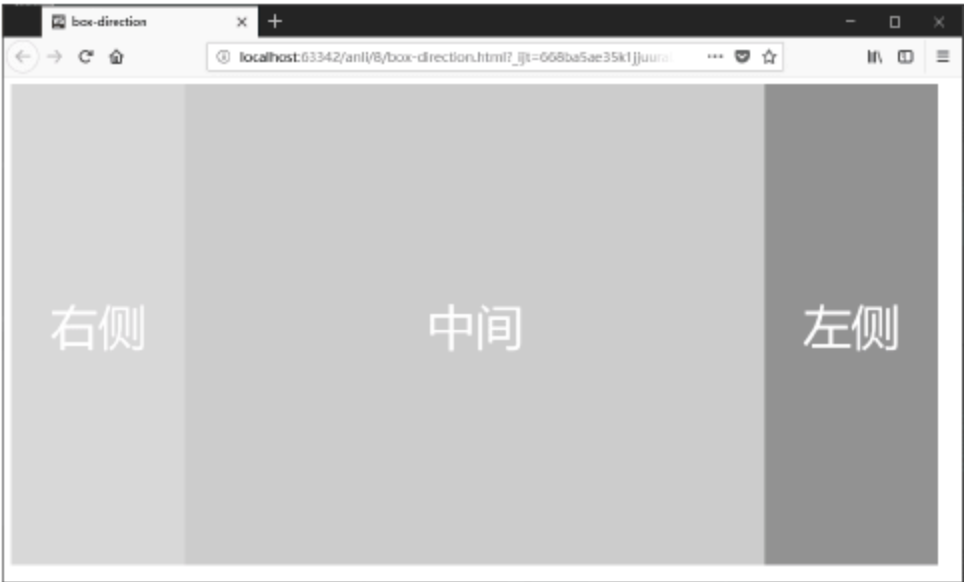 box-direction
localhost:63342/anli/8/box-direction.html?_ijt=668ba5ae35k1jjuura
右侧
中间
左侧